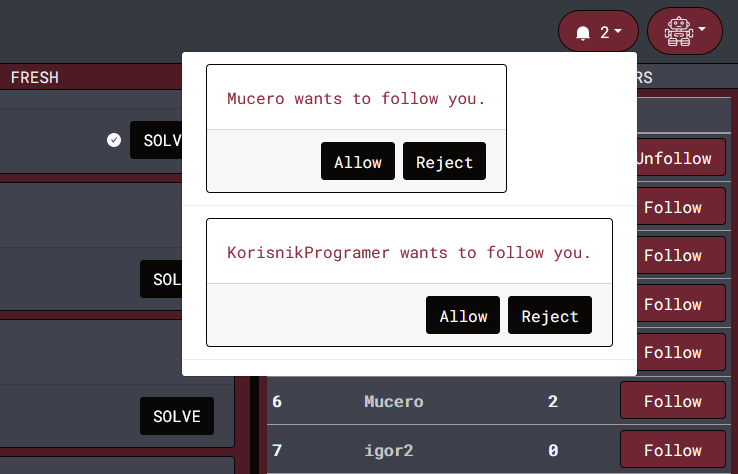 2
FRESH
RS
Mucero wants to follow you.
SOLV
Allow Reject
Unfollow
Follow
KorisnikProgramer wants to follow you.
Follow
SOL
Allow Reject
Follow
Follow
6 Mucero 2 Follow
SOLVE
7 igor2 0 Follow